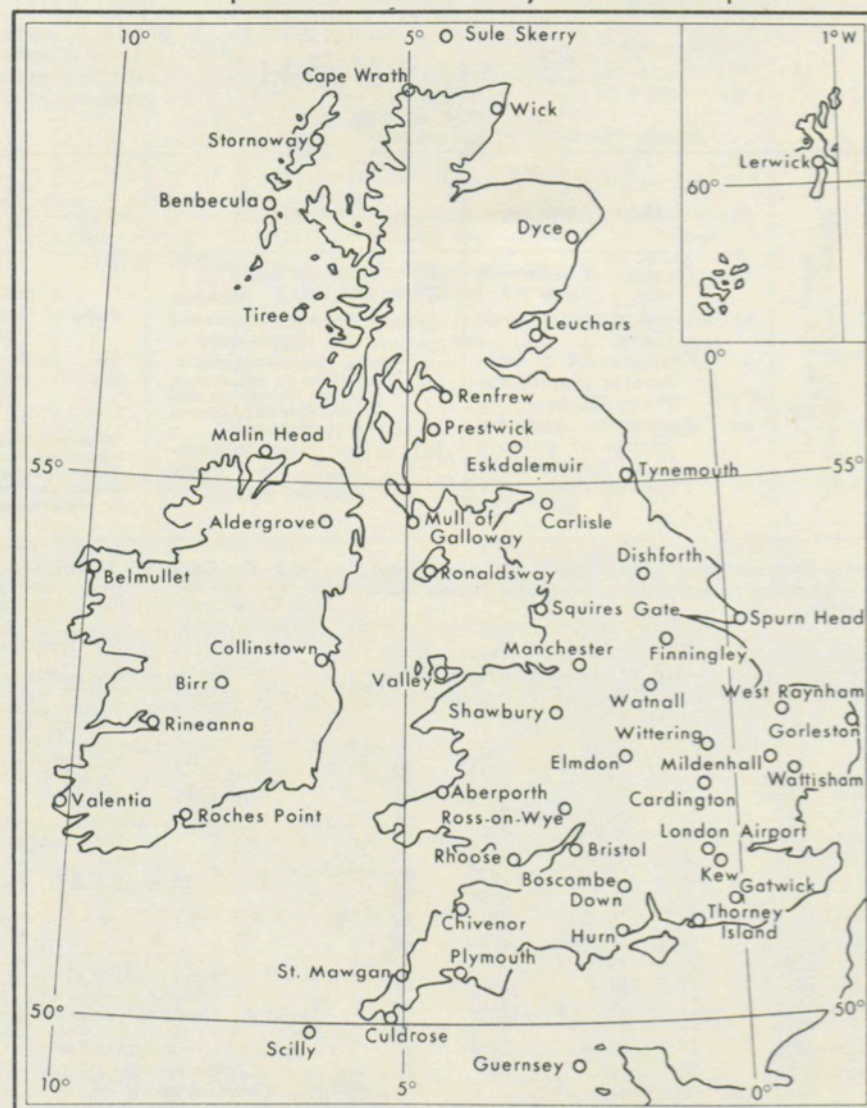 10°
5°
Sule Skerry
1° W
Cape Wrath
Wick
Stornoway
Lerwick
60°
Benbecula
Dyce
Tiree
Leuchars
0°
Renfrew
Prestwick
Malin Head
Eskdalemuir
Tynemouth
55°
55°
Aldergrove
Mull of
Galloway
Carlisle
Dishforth
Belmullet
Ronaldsway
Squires Gate
Spurn Head
Collinstown
Manchester
Finningley
Birr
Valley
Watnall
West Raynham
Rineanna
Shawbury
Gorleston
Wittering
Elmdon
Mildenhall
Wattisham
Valentia
Aberporth
Cardington
Roches Point
Ross-on-Wye
London Airport
Rhoose
Bristol
Kew
Boscombe
Down
Gatwick
Chivenor
Thorney
Island
Hurn
St. Mawgan
Plymouth
50°
50°
Scilly
Culdrose
Guernsey
10°
5°
0°